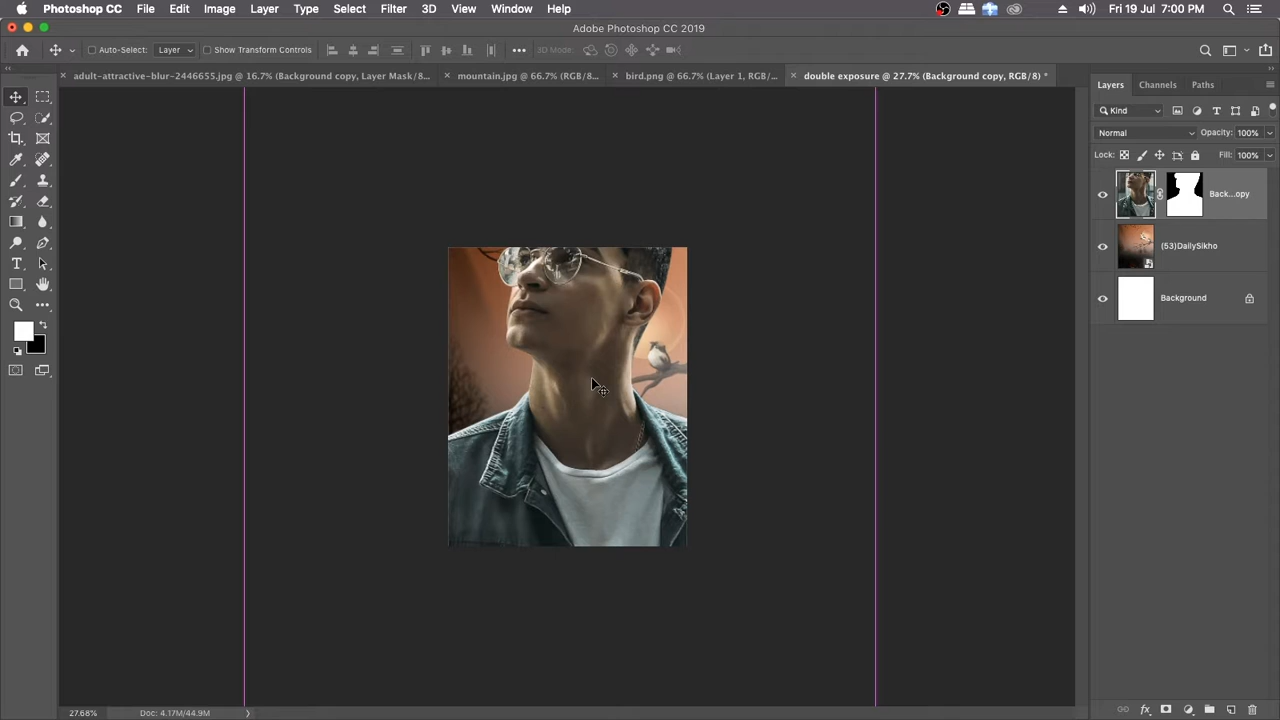 Photoshop CC File Edit Image Layer Type Select Filter 3D View Window Help Fri 19 Jul 7:00 PM
Adobe Photoshop CC 2019
Auto-Select: Layer Show Transform Controls 3D Mode:
adult-attractive-blur-2446655.jpg @ 16.7% (Background copy, Layer Mask/8... mountain.jpg @ 66.7% (RGB/8... bird.png @ 66.7% (Layer 1, RGB/... double exposure @ 27.7% (Background copy, RGB/8) *
Layers Channels Paths
Kind
Normal Opacity: 100%
Lock: Fill: 100%
Back...opy
(53)DailySikho
Background
27.68% Doc: 4.17M/44.9M